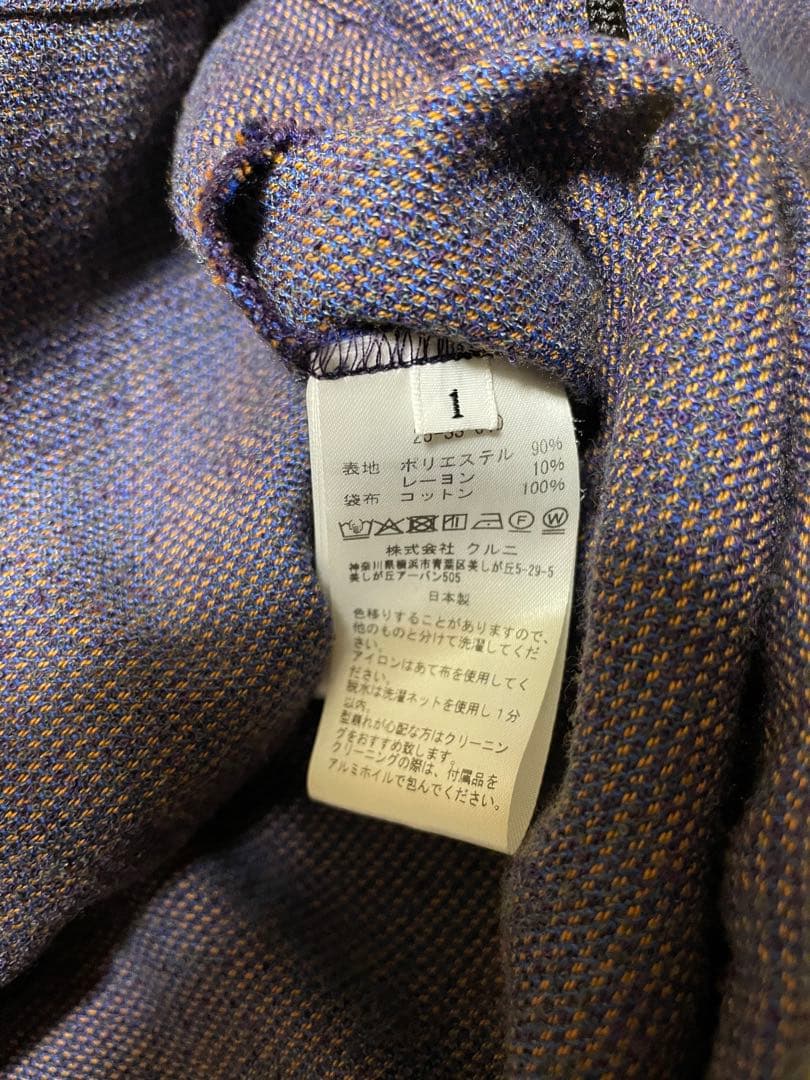 1
表地 ポリエステル 90%
レーヨン 10%
袋布 コットン 100%
株式会社 クルニ
神奈川県横浜市青葉区美しが丘5-29-5
美しが丘アーバン505
日本製
色移りすることがありますので、
他のものと分けて洗濯してくだ
さい。
アイロンはあて布を使用してく
ださい。
脱水は洗濯ネットを使用し1分
以内。
型崩れが心配な方はクリーニン
グをおすすめ致します。
クリーニングの際は、付属品を
アルミホイルで包んでください。